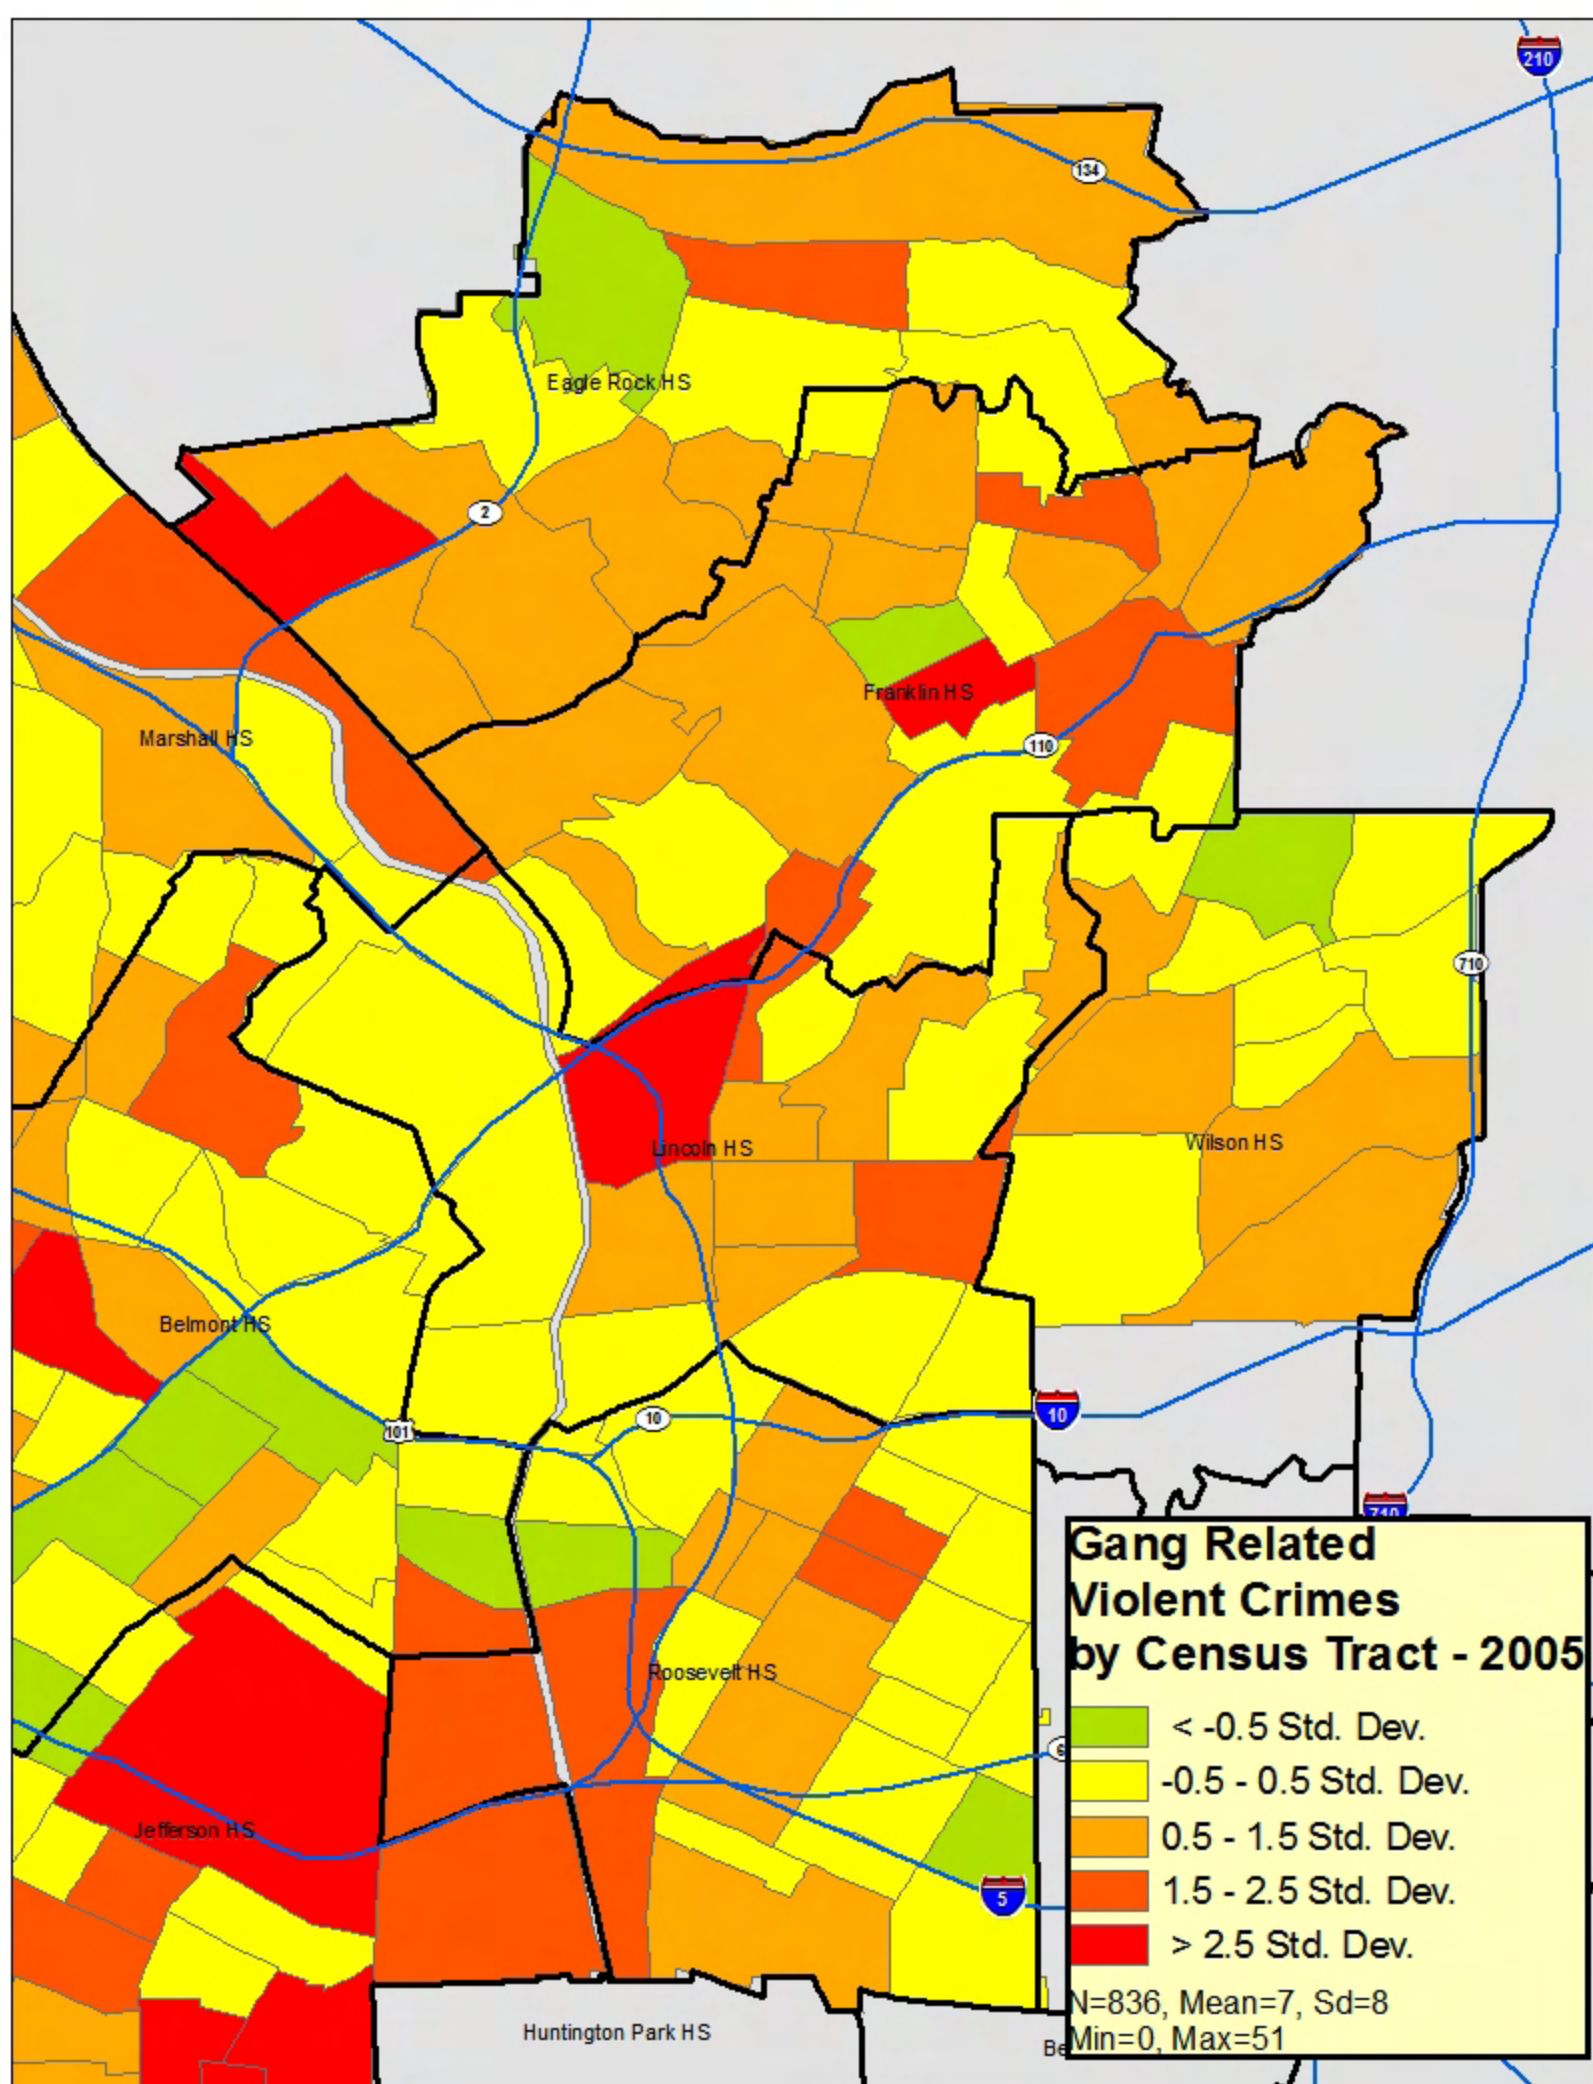 210
134
Eagle Rock HS
2
Franklin HS
Marshall HS
110
710
Lincoln HS
Wilson HS
Belmont HS
10
10
101
710
Gang Related
Violent Crimes
by Census Tract - 2005
Roosevelt HS
< -0.5 Std. Dev.
6
-0.5 - 0.5 Std. Dev.
Jefferson HS
0.5 - 1.5 Std. Dev.
5
1.5 - 2.5 Std. Dev.
> 2.5 Std. Dev.
N=836, Mean=7, Sd=8
Huntington Park HS
Be
Min=0, Max=51